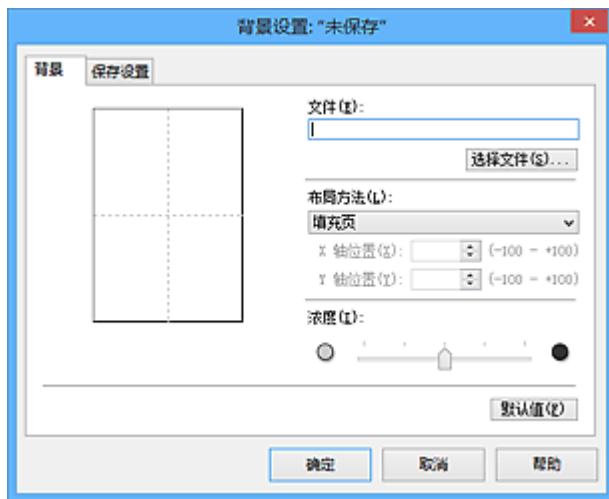 背景设置: "未保存"
背景 保存设置
文件(E):
选择文件(S)...
布局方法(L):
填充页
X 轴位置(X): (-100 - +100)
Y 轴位置(Y): (-100 - +100)
浓度(I):
默认值(P)
确定 取消 帮助